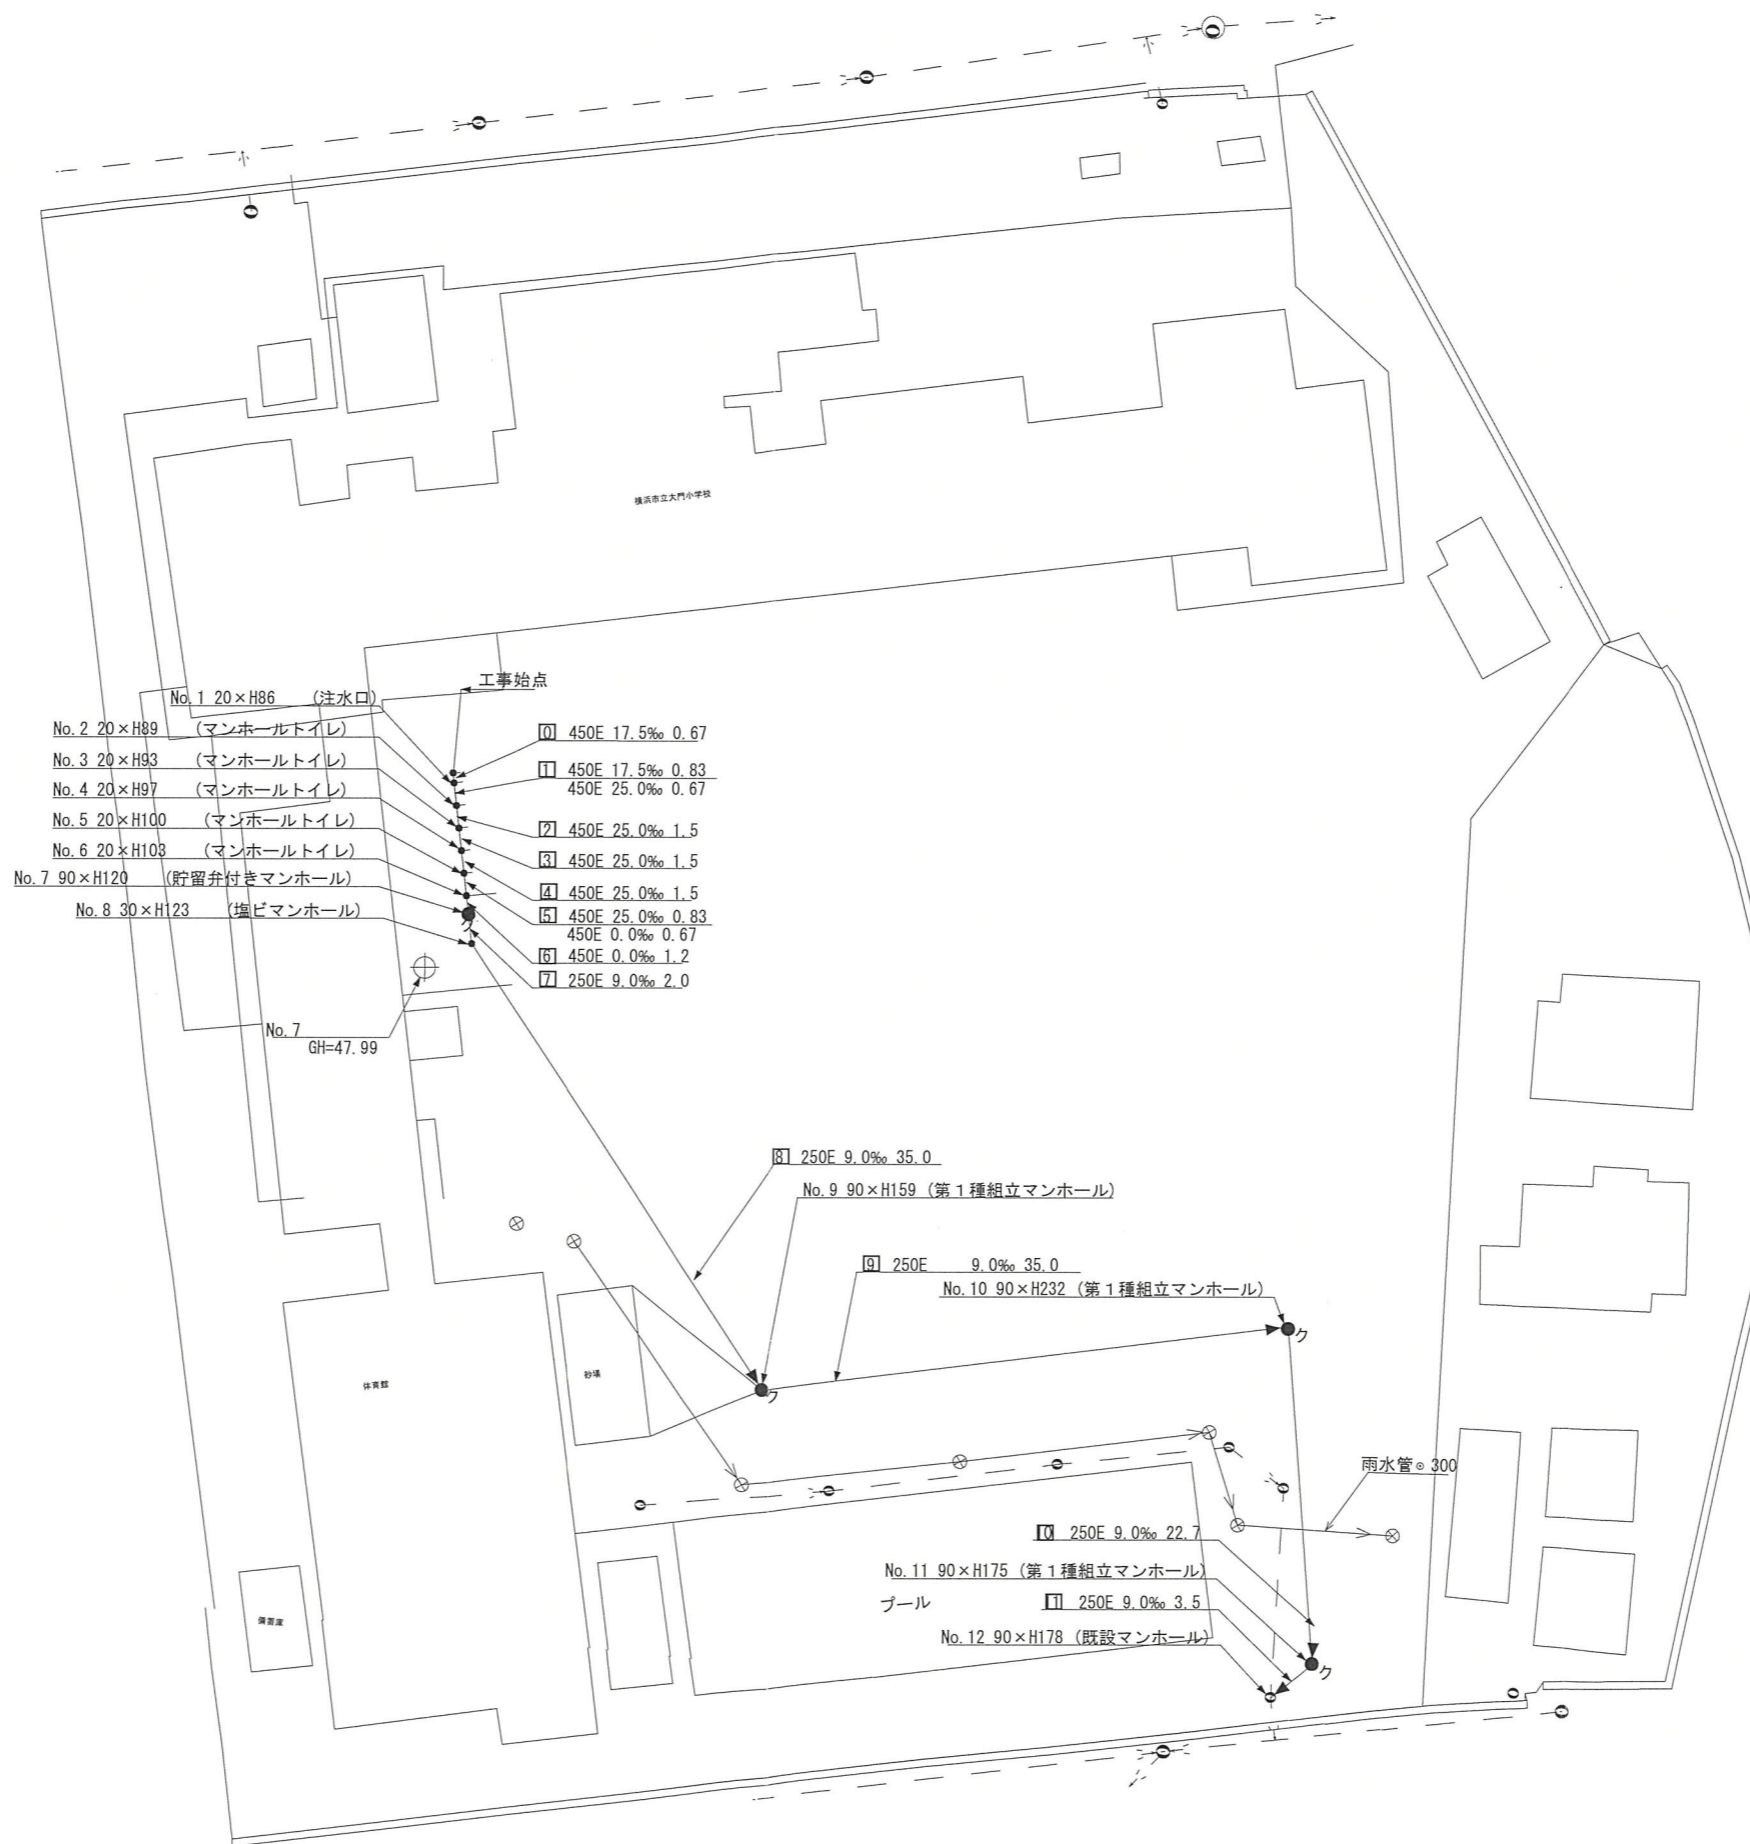 横浜市立大門小学校
工事始点
No.1 20×H86 (注水口)
No.2 20×H89 (マンホールトイレ)
No.3 20×H93 (マンホールトイレ)
No.4 20×H97 (マンホールトイレ)
No.5 20×H100 (マンホールトイレ)
No.6 20×H103 (マンホールトイレ)
No.7 90×H120 (貯留弁付きマンホール)
No.8 30×H123 (塩ビマンホール)
0 450E 17.5‰ 0.67
1 450E 17.5‰ 0.83
450E 25.0‰ 0.67
2 450E 25.0‰ 1.5
3 450E 25.0‰ 1.5
4 450E 25.0‰ 1.5
5 450E 25.0‰ 0.83
450E 0.0‰ 0.67
6 450E 0.0‰ 1.2
7 250E 9.0‰ 2.0
ク
No.7
GH=47.99
8 250E 9.0‰ 35.0
No.9 90×H159 (第1種組立マンホール)
9 250E 9.0‰ 35.0
No.10 90×H232 (第1種組立マンホール)
ク
体育館
砂場
ク
雨水管⊙300
10 250E 9.0‰ 22.7
No.11 90×H175 (第1種組立マンホール)
プール
11 250E 9.0‰ 3.5
備蓄庫
No.12 90×H178 (既設マンホール)
ク